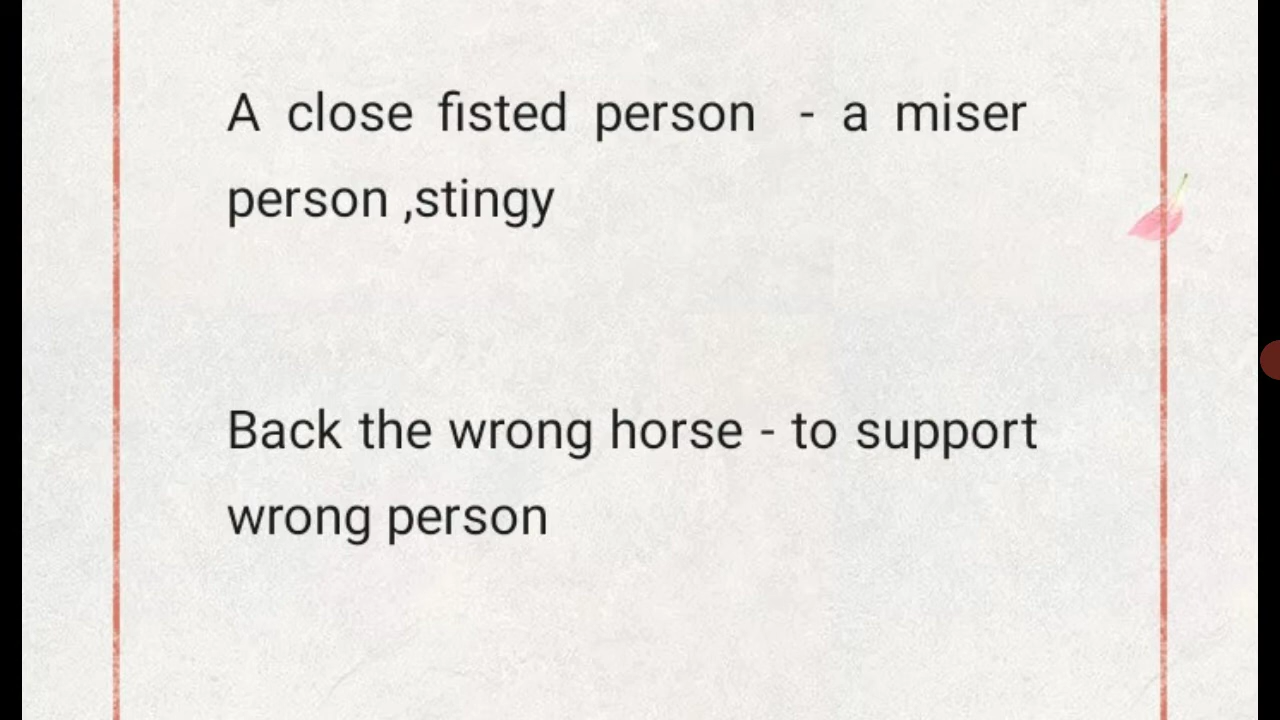 A close fisted person - a miser
person ,stingy
Back the wrong horse - to support
wrong person